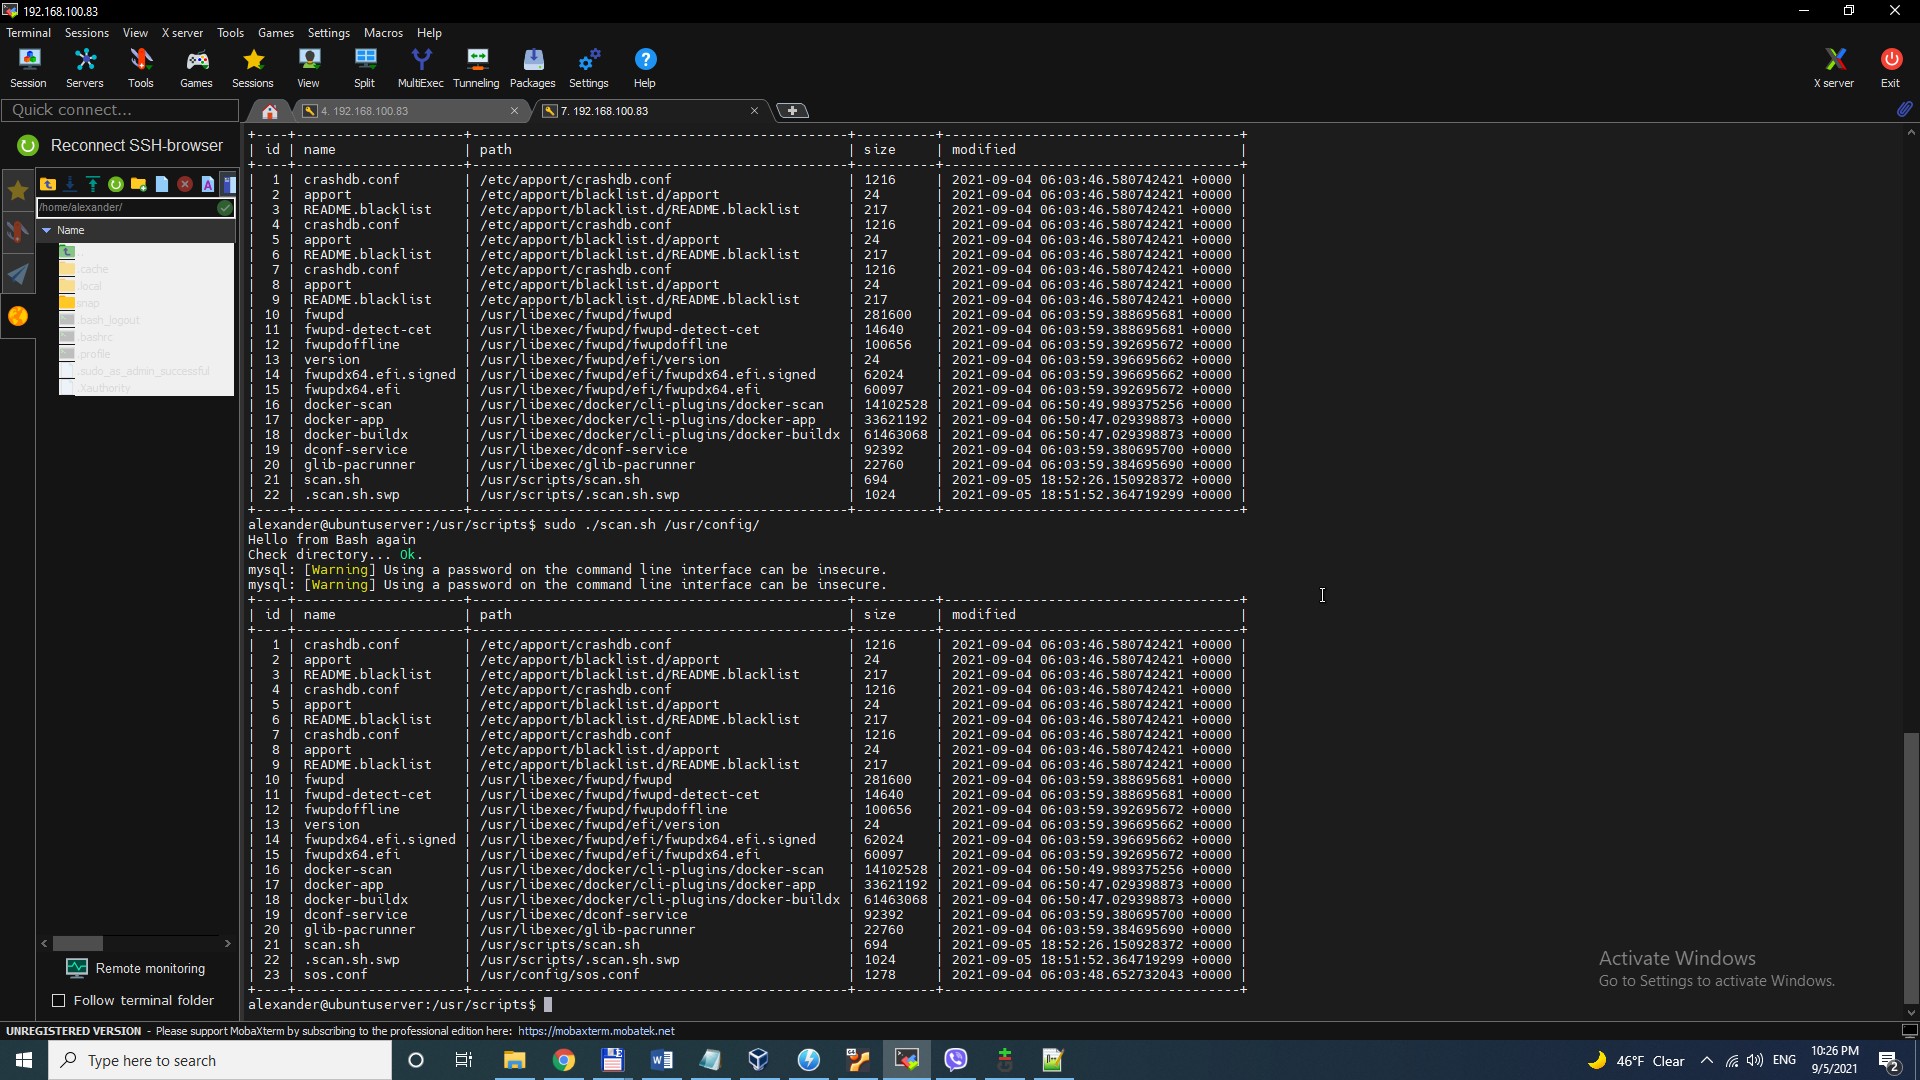 192.168.100.83
Terminal Sessions View X server Tools Games Settings Macros Help
Session Servers Tools Games Sessions View Split MultiExec Tunneling Packages Settings Help X server Exit
Quick connect... 4. 192.168.100.83 7. 192.168.100.83
Reconnect SSH-browser
/home/alexander/
Name
..
.cache
.local
snap
.bash_logout
.bashrc
.profile
.sudo_as_admin_successful
.Xauthority
Remote monitoring
Follow terminal folder
+----+--------------------+-----------------------------------------------+----------+-------------------------------------+
| id | name | path | size | modified |
+----+--------------------+-----------------------------------------------+----------+-------------------------------------+
| 1 | crashdb.conf | /etc/apport/crashdb.conf | 1216 | 2021-09-04 06:03:46.580742421 +0000 |
| 2 | apport | /etc/apport/blacklist.d/apport | 24 | 2021-09-04 06:03:46.580742421 +0000 |
| 3 | README.blacklist | /etc/apport/blacklist.d/README.blacklist | 217 | 2021-09-04 06:03:46.580742421 +0000 |
| 4 | crashdb.conf | /etc/apport/crashdb.conf | 1216 | 2021-09-04 06:03:46.580742421 +0000 |
| 5 | apport | /etc/apport/blacklist.d/apport | 24 | 2021-09-04 06:03:46.580742421 +0000 |
| 6 | README.blacklist | /etc/apport/blacklist.d/README.blacklist | 217 | 2021-09-04 06:03:46.580742421 +0000 |
| 7 | crashdb.conf | /etc/apport/crashdb.conf | 1216 | 2021-09-04 06:03:46.580742421 +0000 |
| 8 | apport | /etc/apport/blacklist.d/apport | 24 | 2021-09-04 06:03:46.580742421 +0000 |
| 9 | README.blacklist | /etc/apport/blacklist.d/README.blacklist | 217 | 2021-09-04 06:03:46.580742421 +0000 |
| 10 | fwupd | /usr/libexec/fwupd/fwupd | 281600 | 2021-09-04 06:03:59.388695681 +0000 |
| 11 | fwupd-detect-cet | /usr/libexec/fwupd/fwupd-detect-cet | 14640 | 2021-09-04 06:03:59.388695681 +0000 |
| 12 | fwupdoffline | /usr/libexec/fwupd/fwupdoffline | 100656 | 2021-09-04 06:03:59.392695672 +0000 |
| 13 | version | /usr/libexec/fwupd/efi/version | 24 | 2021-09-04 06:03:59.396695662 +0000 |
| 14 | fwupdx64.efi.signed | /usr/libexec/fwupd/efi/fwupdx64.efi.signed | 62024 | 2021-09-04 06:03:59.396695662 +0000 |
| 15 | fwupdx64.efi | /usr/libexec/fwupd/efi/fwupdx64.efi | 60097 | 2021-09-04 06:03:59.392695672 +0000 |
| 16 | docker-scan | /usr/libexec/docker/cli-plugins/docker-scan | 14102528 | 2021-09-04 06:50:49.989375256 +0000 |
| 17 | docker-app | /usr/libexec/docker/cli-plugins/docker-app | 33621192 | 2021-09-04 06:50:47.029398873 +0000 |
| 18 | docker-buildx | /usr/libexec/docker/cli-plugins/docker-buildx | 61463068 | 2021-09-04 06:50:47.029398873 +0000 |
| 19 | dconf-service | /usr/libexec/dconf-service | 92392 | 2021-09-04 06:03:59.380695700 +0000 |
| 20 | glib-pacrunner | /usr/libexec/glib-pacrunner | 22760 | 2021-09-04 06:03:59.384695690 +0000 |
| 21 | scan.sh | /usr/scripts/scan.sh | 694 | 2021-09-05 18:52:26.150928372 +0000 |
| 22 | .scan.sh.swp | /usr/scripts/.scan.sh.swp | 1024 | 2021-09-05 18:51:52.364719299 +0000 |
+----+--------------------+-----------------------------------------------+----------+-------------------------------------+
alexander@ubuntuserver:/usr/scripts$ sudo ./scan.sh /usr/config/
Hello from Bash again
Check directory... Ok.
mysql: [Warning] Using a password on the command line interface can be insecure.
mysql: [Warning] Using a password on the command line interface can be insecure.
+----+--------------------+-----------------------------------------------+----------+-------------------------------------+
| id | name | path | size | modified |
+----+--------------------+-----------------------------------------------+----------+-------------------------------------+
| 1 | crashdb.conf | /etc/apport/crashdb.conf | 1216 | 2021-09-04 06:03:46.580742421 +0000 |
| 2 | apport | /etc/apport/blacklist.d/apport | 24 | 2021-09-04 06:03:46.580742421 +0000 |
| 3 | README.blacklist | /etc/apport/blacklist.d/README.blacklist | 217 | 2021-09-04 06:03:46.580742421 +0000 |
| 4 | crashdb.conf | /etc/apport/crashdb.conf | 1216 | 2021-09-04 06:03:46.580742421 +0000 |
| 5 | apport | /etc/apport/blacklist.d/apport | 24 | 2021-09-04 06:03:46.580742421 +0000 |
| 6 | README.blacklist | /etc/apport/blacklist.d/README.blacklist | 217 | 2021-09-04 06:03:46.580742421 +0000 |
| 7 | crashdb.conf | /etc/apport/crashdb.conf | 1216 | 2021-09-04 06:03:46.580742421 +0000 |
| 8 | apport | /etc/apport/blacklist.d/apport | 24 | 2021-09-04 06:03:46.580742421 +0000 |
| 9 | README.blacklist | /etc/apport/blacklist.d/README.blacklist | 217 | 2021-09-04 06:03:46.580742421 +0000 |
| 10 | fwupd | /usr/libexec/fwupd/fwupd | 281600 | 2021-09-04 06:03:59.388695681 +0000 |
| 11 | fwupd-detect-cet | /usr/libexec/fwupd/fwupd-detect-cet | 14640 | 2021-09-04 06:03:59.388695681 +0000 |
| 12 | fwupdoffline | /usr/libexec/fwupd/fwupdoffline | 100656 | 2021-09-04 06:03:59.392695672 +0000 |
| 13 | version | /usr/libexec/fwupd/efi/version | 24 | 2021-09-04 06:03:59.396695662 +0000 |
| 14 | fwupdx64.efi.signed | /usr/libexec/fwupd/efi/fwupdx64.efi.signed | 62024 | 2021-09-04 06:03:59.396695662 +0000 |
| 15 | fwupdx64.efi | /usr/libexec/fwupd/efi/fwupdx64.efi | 60097 | 2021-09-04 06:03:59.392695672 +0000 |
| 16 | docker-scan | /usr/libexec/docker/cli-plugins/docker-scan | 14102528 | 2021-09-04 06:50:49.989375256 +0000 |
| 17 | docker-app | /usr/libexec/docker/cli-plugins/docker-app | 33621192 | 2021-09-04 06:50:47.029398873 +0000 |
| 18 | docker-buildx | /usr/libexec/docker/cli-plugins/docker-buildx | 61463068 | 2021-09-04 06:50:47.029398873 +0000 |
| 19 | dconf-service | /usr/libexec/dconf-service | 92392 | 2021-09-04 06:03:59.380695700 +0000 |
| 20 | glib-pacrunner | /usr/libexec/glib-pacrunner | 22760 | 2021-09-04 06:03:59.384695690 +0000 |
| 21 | scan.sh | /usr/scripts/scan.sh | 694 | 2021-09-05 18:52:26.150928372 +0000 |
| 22 | .scan.sh.swp | /usr/scripts/.scan.sh.swp | 1024 | 2021-09-05 18:51:52.364719299 +0000 |
| 23 | sos.conf | /usr/config/sos.conf | 1278 | 2021-09-04 06:03:48.652732043 +0000 |
+----+--------------------+-----------------------------------------------+----------+-------------------------------------+
alexander@ubuntuserver:/usr/scripts$
Activate Windows
Go to Settings to activate Windows.
UNREGISTERED VERSION - Please support MobaXterm by subscribing to the professional edition here: https://mobaxterm.mobatek.net
Type here to search 46°F Clear ENG 10:26 PM
9/5/2021 2